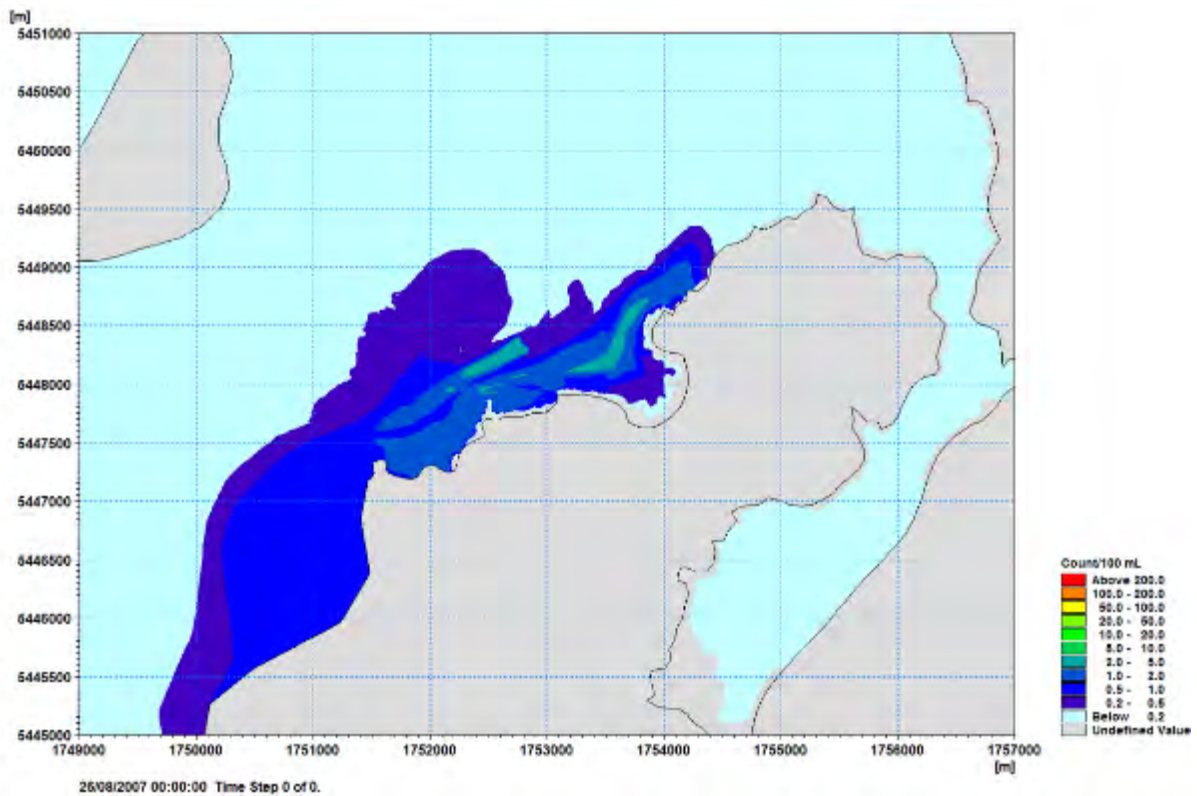 [m]
5451000
5450500
5460000
5449500
5449000
5448500
5448000
5447500
5447000
5446500
5446000
5445500
5445000
1749000 1750000 1751000 1752000 1753000 1754000 1755000 1756000 1757000
[m]
25/08/2007 00:00:00 Time Step 0 of 0.
Count/100 mL
Above 200.0
100.0 - 200.0
50.0 - 100.0
20.0 - 50.0
10.0 - 20.0
5.0 - 10.0
2.0 - 5.0
1.0 - 2.0
0.5 - 1.0
0.2 - 0.5
Below 0.2
Undefined Value